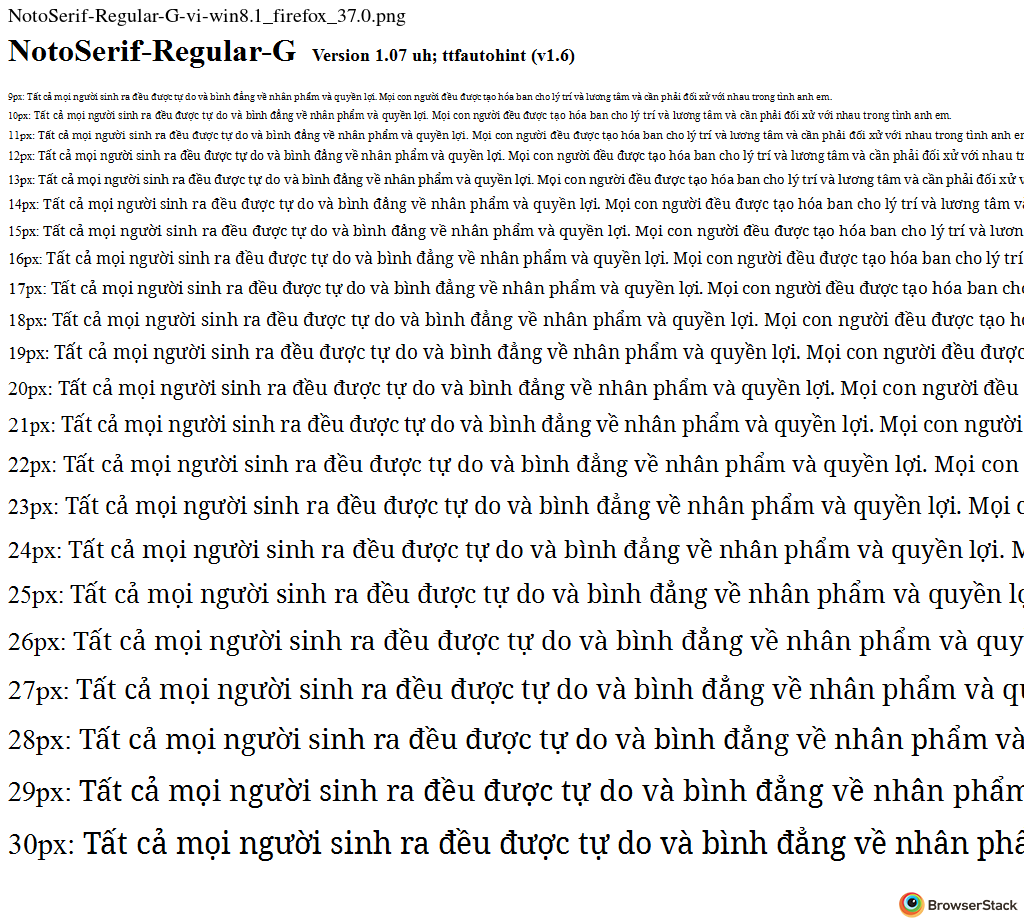 NotoSerif-Regular-G-vi-win8.1_firefox_37.0.png
NotoSerif-Regular-G Version 1.07 uh; ttfautohint (v1.6)
9px: Tất cả mọi người sinh ra đều được tự do và bình đẳng về nhân phẩm và quyền lợi. Mọi con người đều được tạo hóa ban cho lý trí và lương tâm và cần phải đối xử với nhau trong tình anh em.
10px: Tất cả mọi người sinh ra đều được tự do và bình đẳng về nhân phẩm và quyền lợi. Mọi con người đều được tạo hóa ban cho lý trí và lương tâm và cần phải đối xử với nhau trong tình anh em.
11px: Tất cả mọi người sinh ra đều được tự do và bình đẳng về nhân phẩm và quyền lợi. Mọi con người đều được tạo hóa ban cho lý trí và lương tâm và cần phải đối xử với nhau trong tình anh
12px: Tất cả mọi người sinh ra đều được tự do và bình đẳng về nhân phẩm và quyền lợi. Mọi con người đều được tạo hóa ban cho lý trí và lương tâm và cần phải đối xử với nhau
13px: Tất cả mọi người sinh ra đều được tự do và bình đẳng về nhân phẩm và quyền lợi. Mọi con người đều được tạo hóa ban cho lý trí và lương tâm và cần phải đối xử
14px: Tất cả mọi người sinh ra đều được tự do và bình đẳng về nhân phẩm và quyền lợi. Mọi con người đều được tạo hóa ban cho lý trí và lương tâm
15px: Tất cả mọi người sinh ra đều được tự do và bình đẳng về nhân phẩm và quyền lợi. Mọi con người đều được tạo hóa ban cho lý trí và
16px: Tất cả mọi người sinh ra đều được tự do và bình đẳng về nhân phẩm và quyền lợi. Mọi con người đều được tạo hóa ban cho lý trí
17px: Tất cả mọi người sinh ra đều được tự do và bình đẳng về nhân phẩm và quyền lợi. Mọi con người đều được tạo hóa ban
18px: Tất cả mọi người sinh ra đều được tự do và bình đẳng về nhân phẩm và quyền lợi. Mọi con người đều được tạo
19px: Tất cả mọi người sinh ra đều được tự do và bình đẳng về nhân phẩm và quyền lợi. Mọi con người đều được
20px: Tất cả mọi người sinh ra đều được tự do và bình đẳng về nhân phẩm và quyền lợi. Mọi con người đều
21px: Tất cả mọi người sinh ra đều được tự do và bình đẳng về nhân phẩm và quyền lợi. Mọi con người
22px: Tất cả mọi người sinh ra đều được tự do và bình đẳng về nhân phẩm và quyền lợi. Mọi con
23px: Tất cả mọi người sinh ra đều được tự do và bình đẳng về nhân phẩm và quyền lợi. Mọi
24px: Tất cả mọi người sinh ra đều được tự do và bình đẳng về nhân phẩm và quyền lợi.
25px: Tất cả mọi người sinh ra đều được tự do và bình đẳng về nhân phẩm và quyền
26px: Tất cả mọi người sinh ra đều được tự do và bình đẳng về nhân phẩm và quy
27px: Tất cả mọi người sinh ra đều được tự do và bình đẳng về nhân phẩm và
28px: Tất cả mọi người sinh ra đều được tự do và bình đẳng về nhân phẩm và
29px: Tất cả mọi người sinh ra đều được tự do và bình đẳng về nhân phẩm
30px: Tất cả mọi người sinh ra đều được tự do và bình đẳng về nhân
BrowserStack